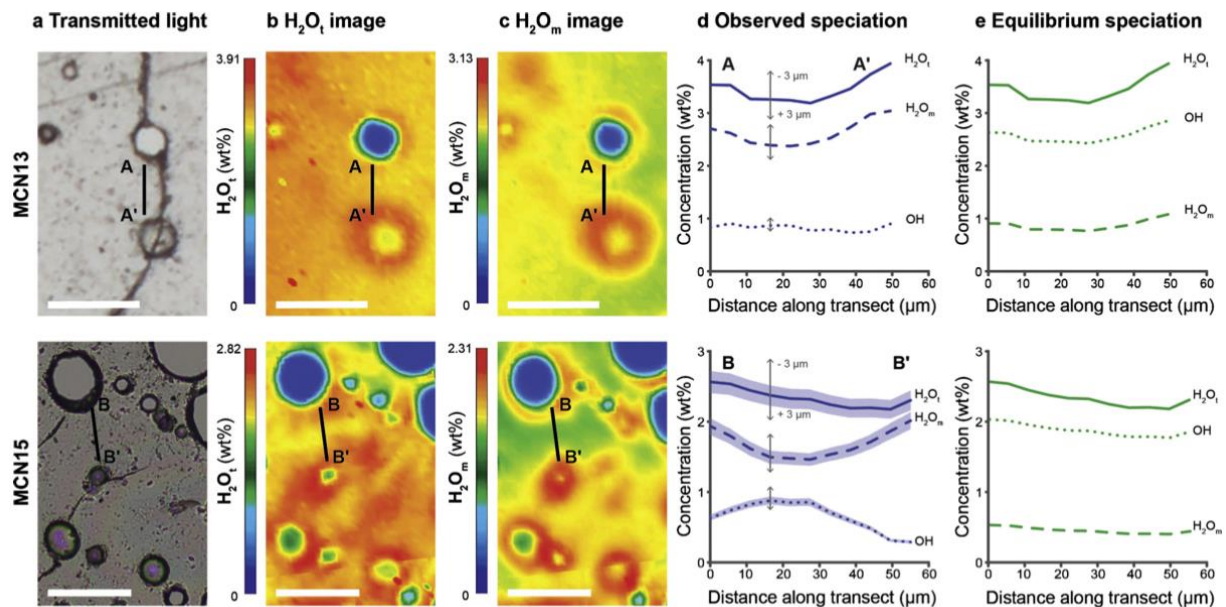 a Transmitted light
b H₂Oₜ image
c H₂Oₘ image
d Observed speciation
e Equilibrium speciation
MCN13
A
A'
3.91
H₂Oₜ (wt%)
0
A
A'
3.13
H₂Oₘ (wt%)
0
A
A'
Concentration (wt%)
4
3
2
1
0
A
A'
- 3 µm
+ 3 µm
H₂Oₜ
H₂Oₘ
OH
0 10 20 30 40 50 60
Distance along transect (µm)
Concentration (wt%)
4
3
2
1
0
H₂Oₜ
OH
H₂Oₘ
0 10 20 30 40 50 60
Distance along transect (µm)
MCN15
B
B'
2.82
H₂Oₜ (wt%)
0
B
B'
2.31
H₂Oₘ (wt%)
0
B
B'
Concentration (wt%)
3
2
1
0
B
B'
- 3 µm
+ 3 µm
H₂Oₜ
H₂Oₘ
OH
0 10 20 30 40 50 60
Distance along transect (µm)
Concentration (wt%)
3
2
1
0
H₂Oₜ
OH
H₂Oₘ
0 10 20 30 40 50 60
Distance along transect (µm)